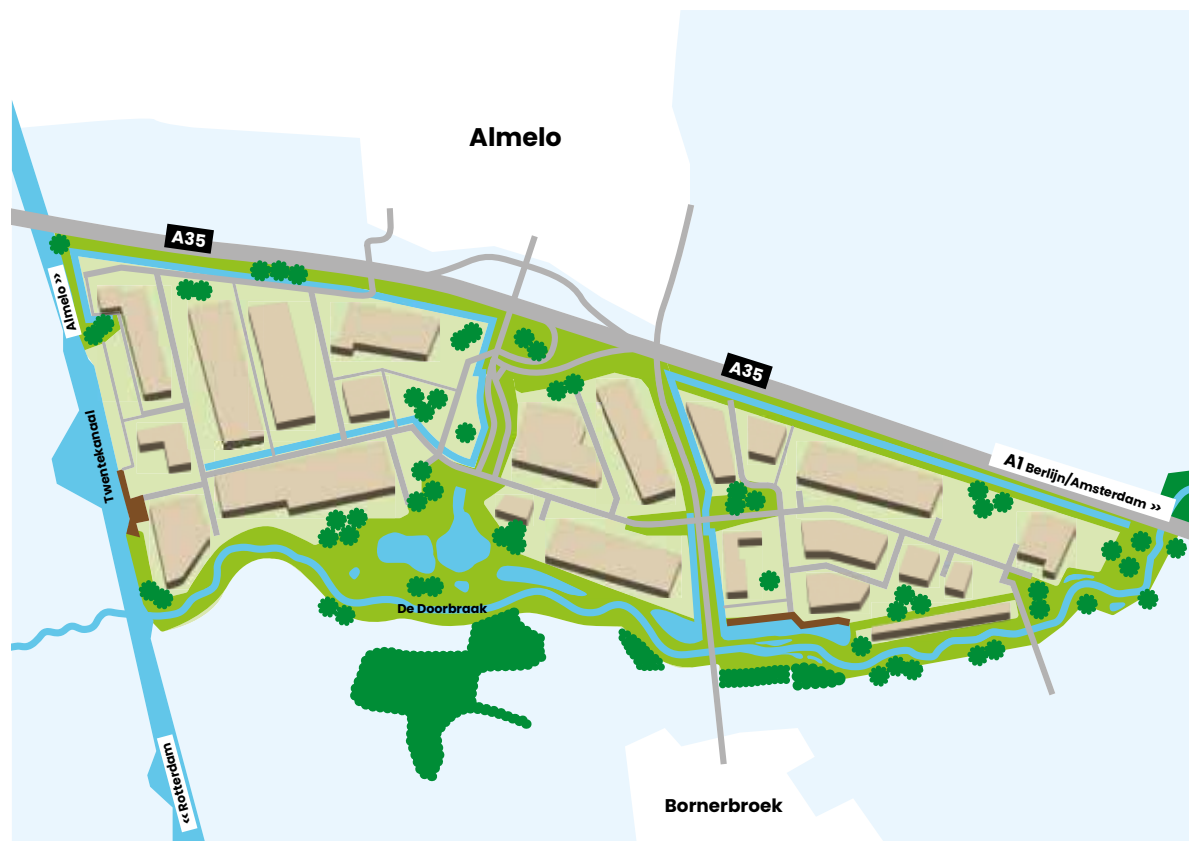 Almelo
A35
Almelo >>
A35
A1 Berlijn/Amsterdam >>
Twentekanaal
De Doorbraak
<< Rotterdam
Bornerbroek